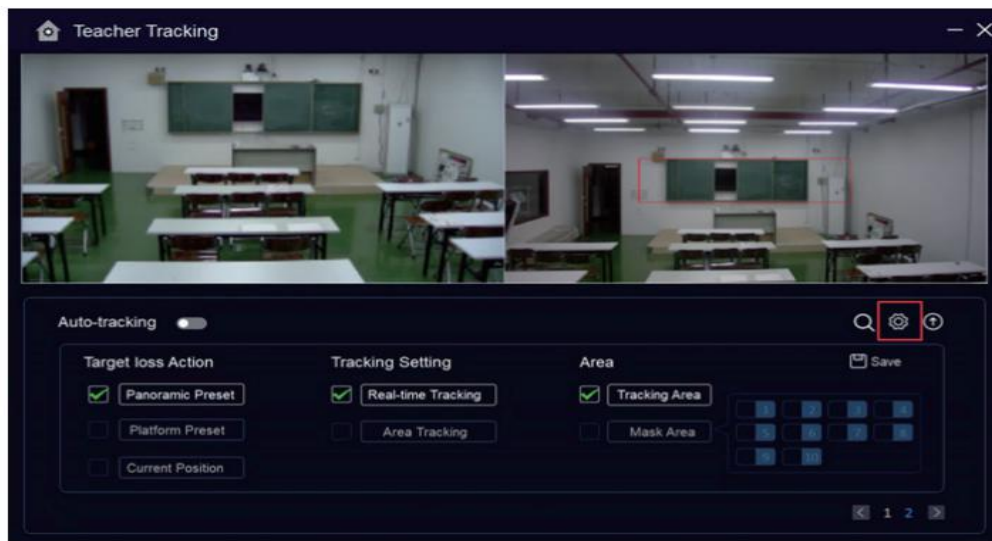 Teacher Tracking
Auto-tracking
Target loss Action
Tracking Setting
Area
Save
Panoramic Preset
Real-time Tracking
Tracking Area
1 2 3 4
Platform Preset
Area Tracking
Mask Area
5 6 7 8
Current Position
9 10
1 2